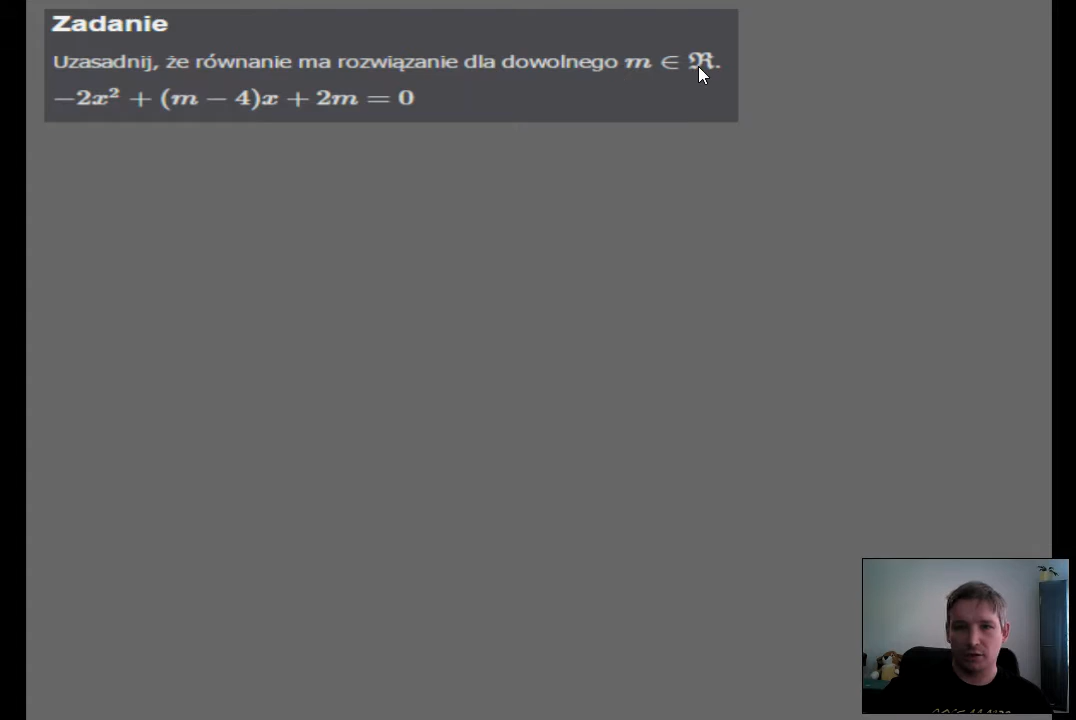 Zadanie
Uzasadnij, że równanie ma rozwiązanie dla dowolnego m ∈ ℜ.
−2x² + (m − 4)x + 2m = 0